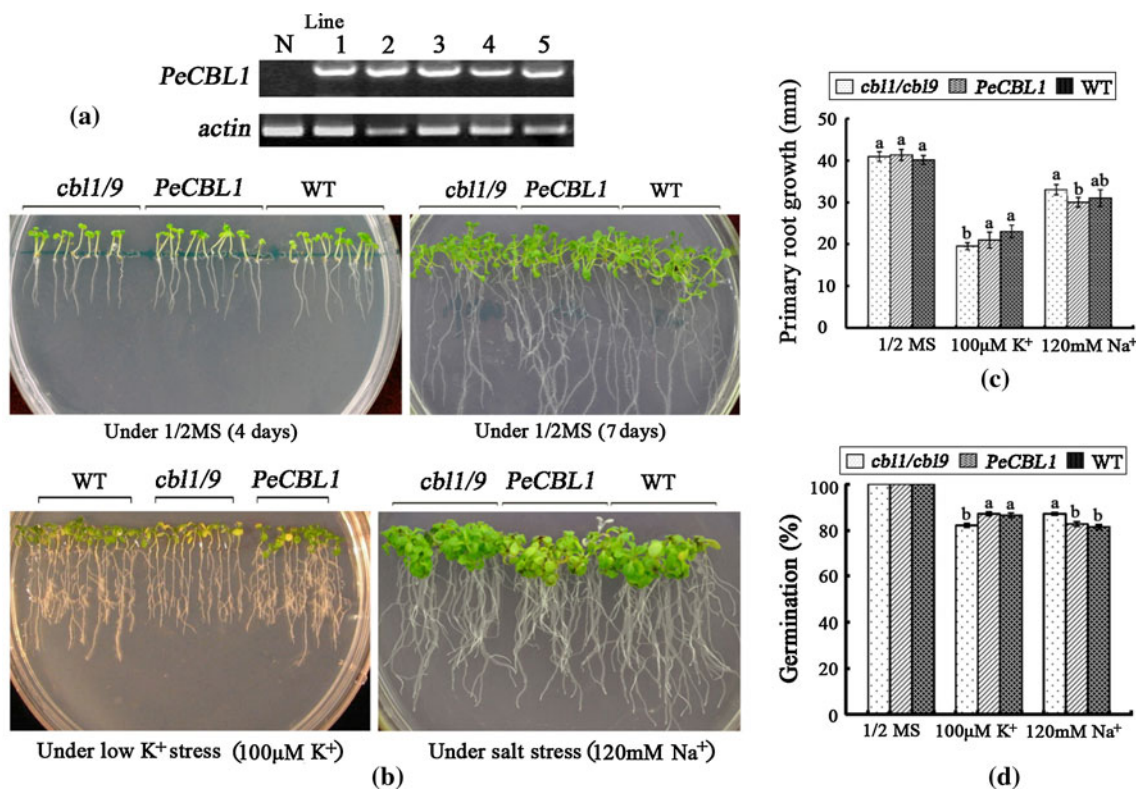 Line
N 1 2 3 4 5
PeCBL1
(a)
actin
cbl1/9 PeCBL1 WT
cbl1/9 PeCBL1 WT
Under 1/2MS (4 days)
Under 1/2MS (7 days)
WT cbl1/9 PeCBL1
cbl1/9 PeCBL1 WT
Under low K⁺ stress (100μM K⁺)
Under salt stress (120mM Na⁺)
(b)
cbl1/cbl9 PeCBL1 WT
Primary root growth (mm)
50
40
30
20
10
0
a a a
b a a
a b ab
1/2 MS 100μM K⁺ 120mM Na⁺
(c)
cbl1/cbl9 PeCBL1 WT
Germination (%)
100
80
60
40
20
0
b a a
a b b
1/2 MS 100μM K⁺ 120mM Na⁺
(d)